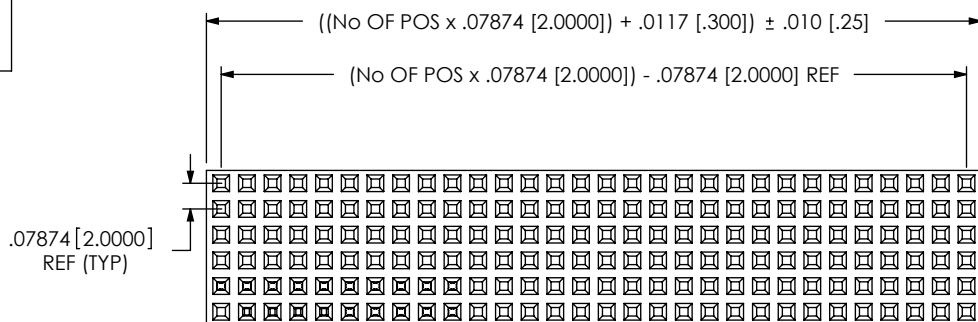 ((No OF POS x .07874 [2.0000]) + .0117 [.300]) ± .010 [.25]
(No OF POS x .07874 [2.0000]) - .07874 [2.0000] REF
.07874 [2.0000]
REF (TYP)